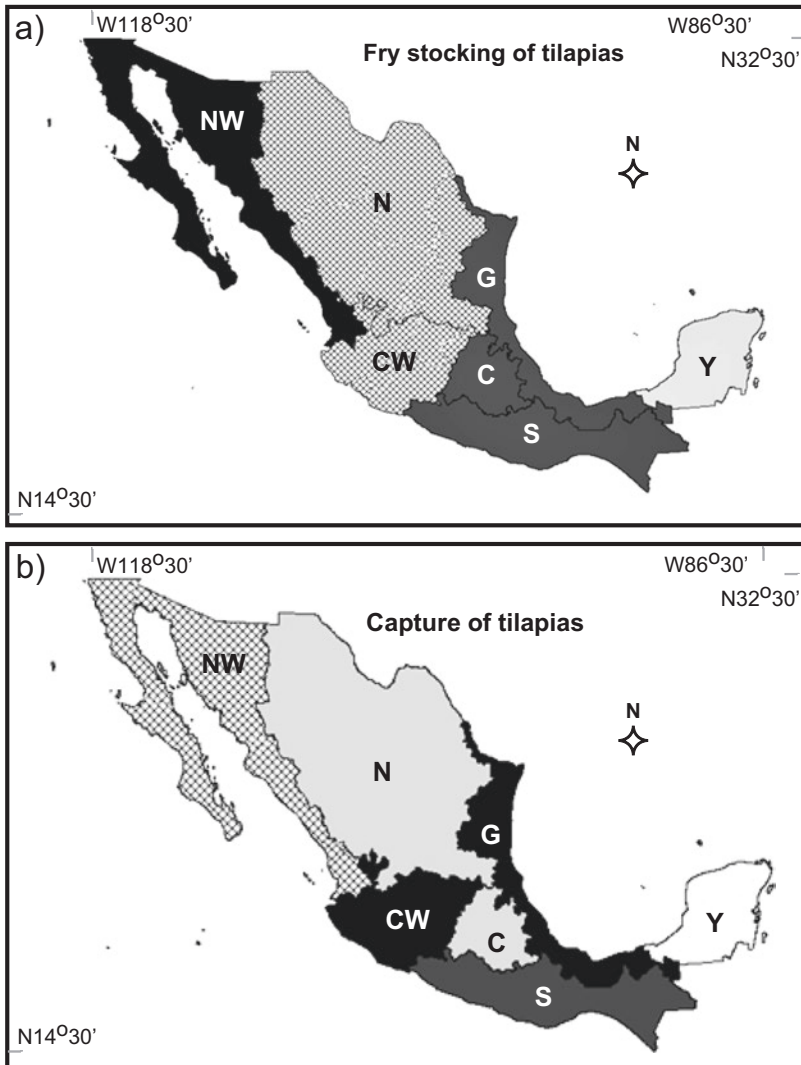 a)
W118°30'
W86°30'
Fry stocking of tilapias
N32°30'
NW
N
N
G
CW
C
Y
S
N14°30'
b)
W118°30'
W86°30'
N32°30'
Capture of tilapias
NW
N
N
G
CW
C
Y
S
N14°30'